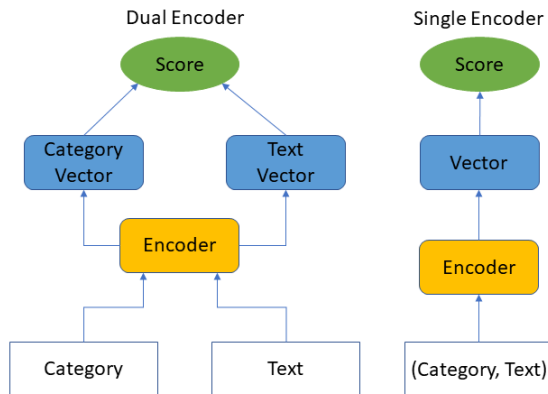 Dual Encoder
Single Encoder
Score
Score
Category
Vector
Text
Vector
Vector
Encoder
Encoder
Category
Text
(Category, Text)